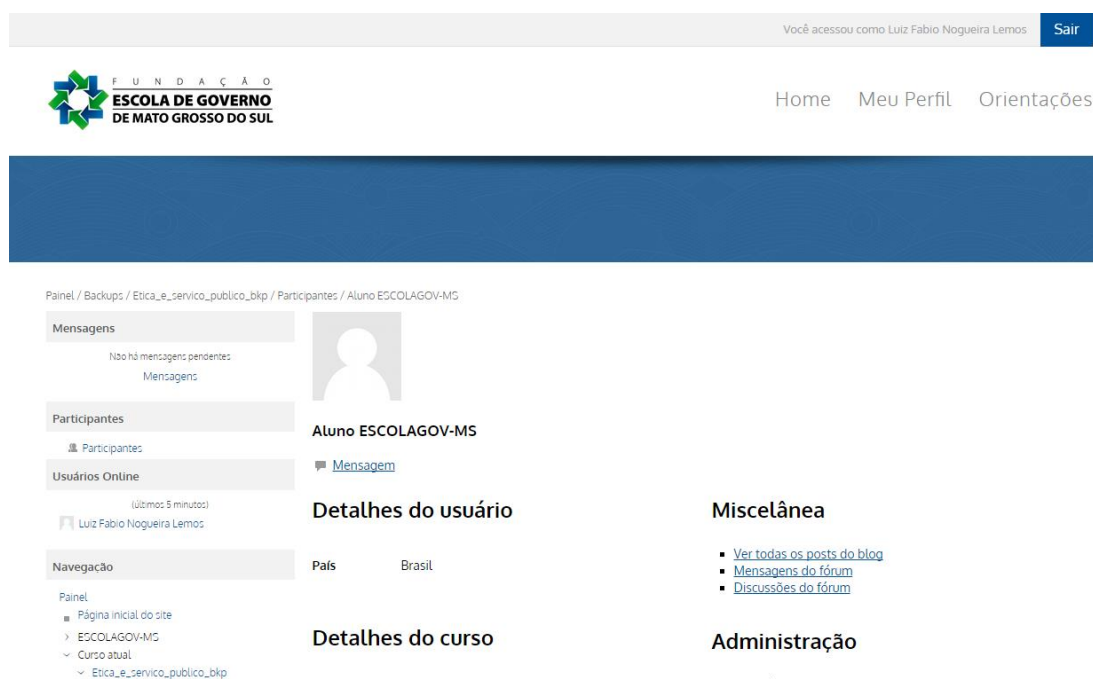 Você acessou como Luiz Fabio Nogueira Lemos Sair
FUNDAÇÃO
ESCOLA DE GOVERNO
DE MATO GROSSO DO SUL
Home Meu Perfil Orientações
Painel / Backups / Etica_e_servico_publico_bkp / Participantes / Aluno ESCOLAGOV-MS
Mensagens
Não há mensagens pendentes
Mensagens
Participantes
Participantes
Usuários Online
(últimos 5 minutos)
Luiz Fabio Nogueira Lemos
Navegação
Painel
Página inicial do site
ESCOLAGOV-MS
Curso atual
Etica_e_servico_publico_bkp
Aluno ESCOLAGOV-MS
Mensagem
Detalhes do usuário
País Brasil
Detalhes do curso
Miscelânea
Ver todas os posts do blog
Mensagens do fórum
Discussões do fórum
Administração